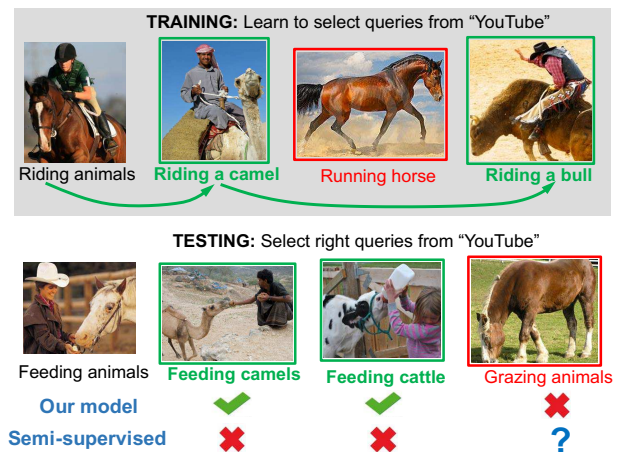 TRAINING: Learn to select queries from “YouTube”
Riding animals
Riding a camel
Running horse
Riding a bull
TESTING: Select right queries from “YouTube”
Feeding animals
Feeding camels
Feeding cattle
Grazing animals
Our model
Semi-supervised
?